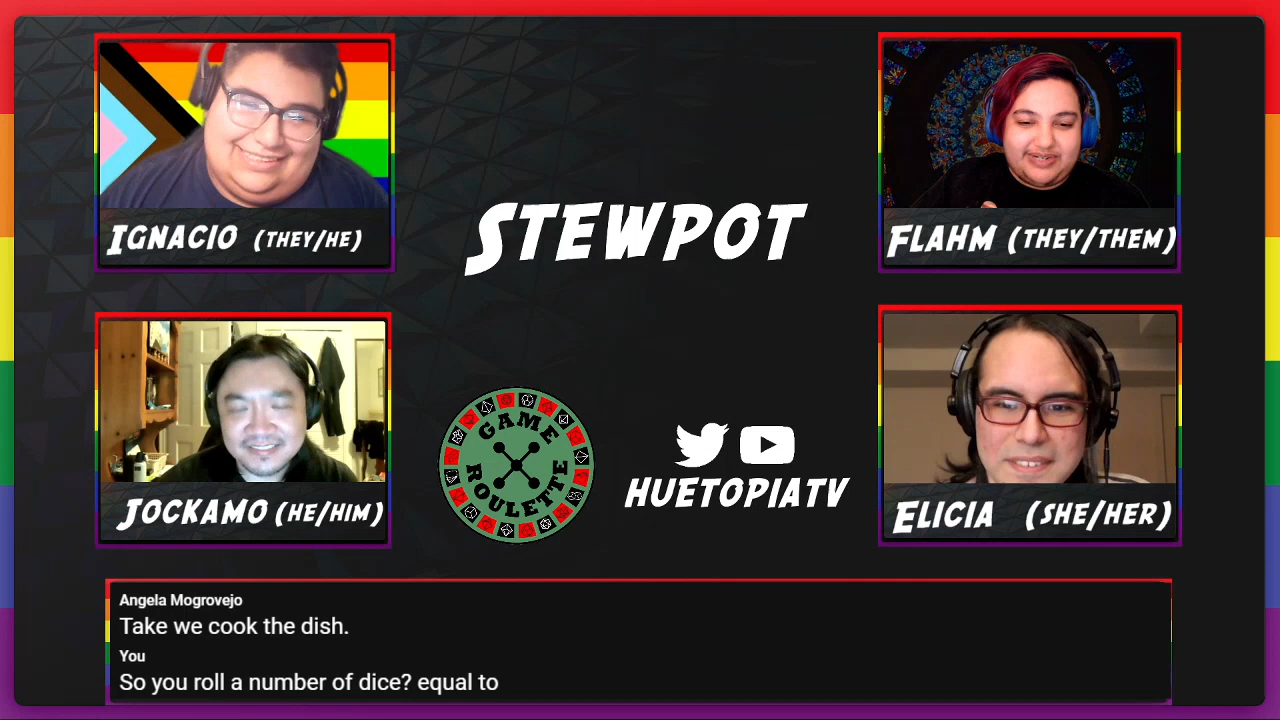 IGNACIO (THEY/HE)
FLAHM (THEY/THEM)
STEWPOT
JOCKAMO (HE/HIM)
GAME
ROULETTE
HUETOPIATV
ELICIA (SHE/HER)
Angela Mogrovejo
Take we cook the dish.
You
So you roll a number of dice? equal to